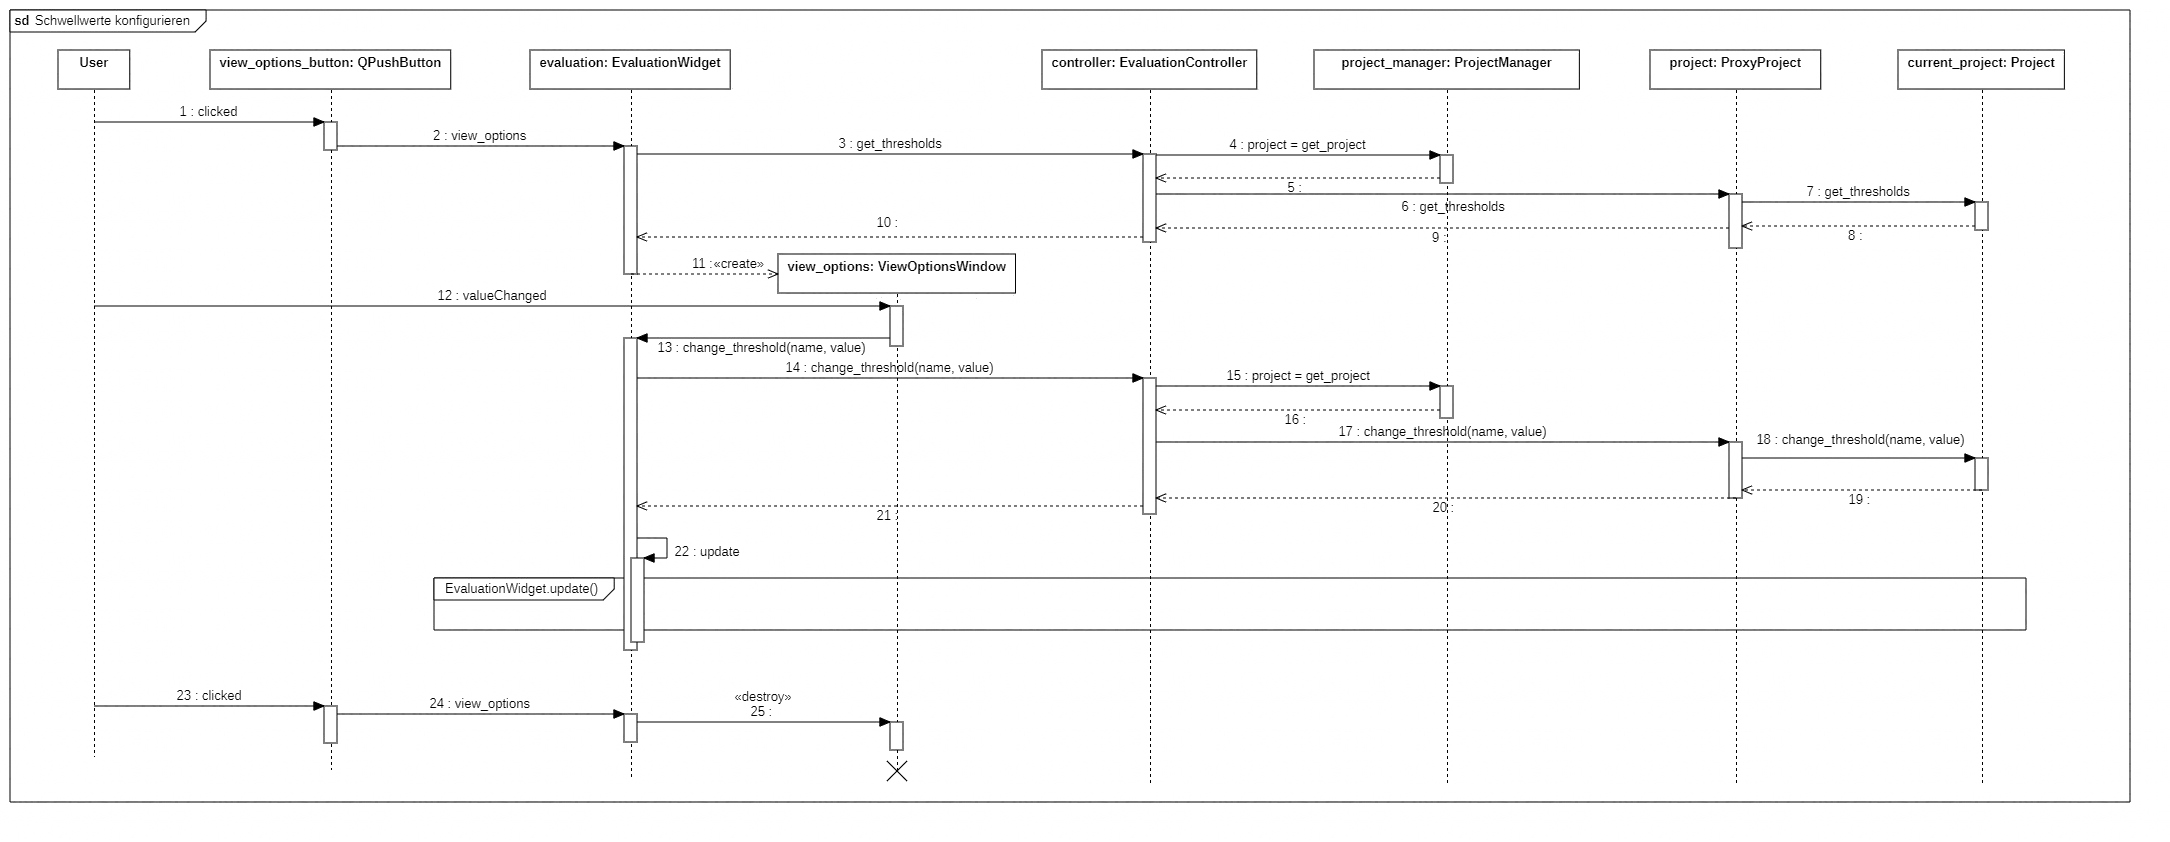 sd Schwellwerte konfigurieren
User
view_options_button: QPushButton
evaluation: EvaluationWidget
controller: EvaluationController
project_manager: ProjectManager
project: ProxyProject
current_project: Project
1 : clicked
2 : view_options
3 : get_thresholds
4 : project = get_project
5 :
6 : get_thresholds
7 : get_thresholds
8 :
9 :
10 :
11 :«create»
view_options: ViewOptionsWindow
12 : valueChanged
13 : change_threshold(name, value)
14 : change_threshold(name, value)
15 : project = get_project
16 :
17 : change_threshold(name, value)
18 : change_threshold(name, value)
19 :
20 :
21 :
22 : update
EvaluationWidget.update()
23 : clicked
24 : view_options
«destroy»
25 :